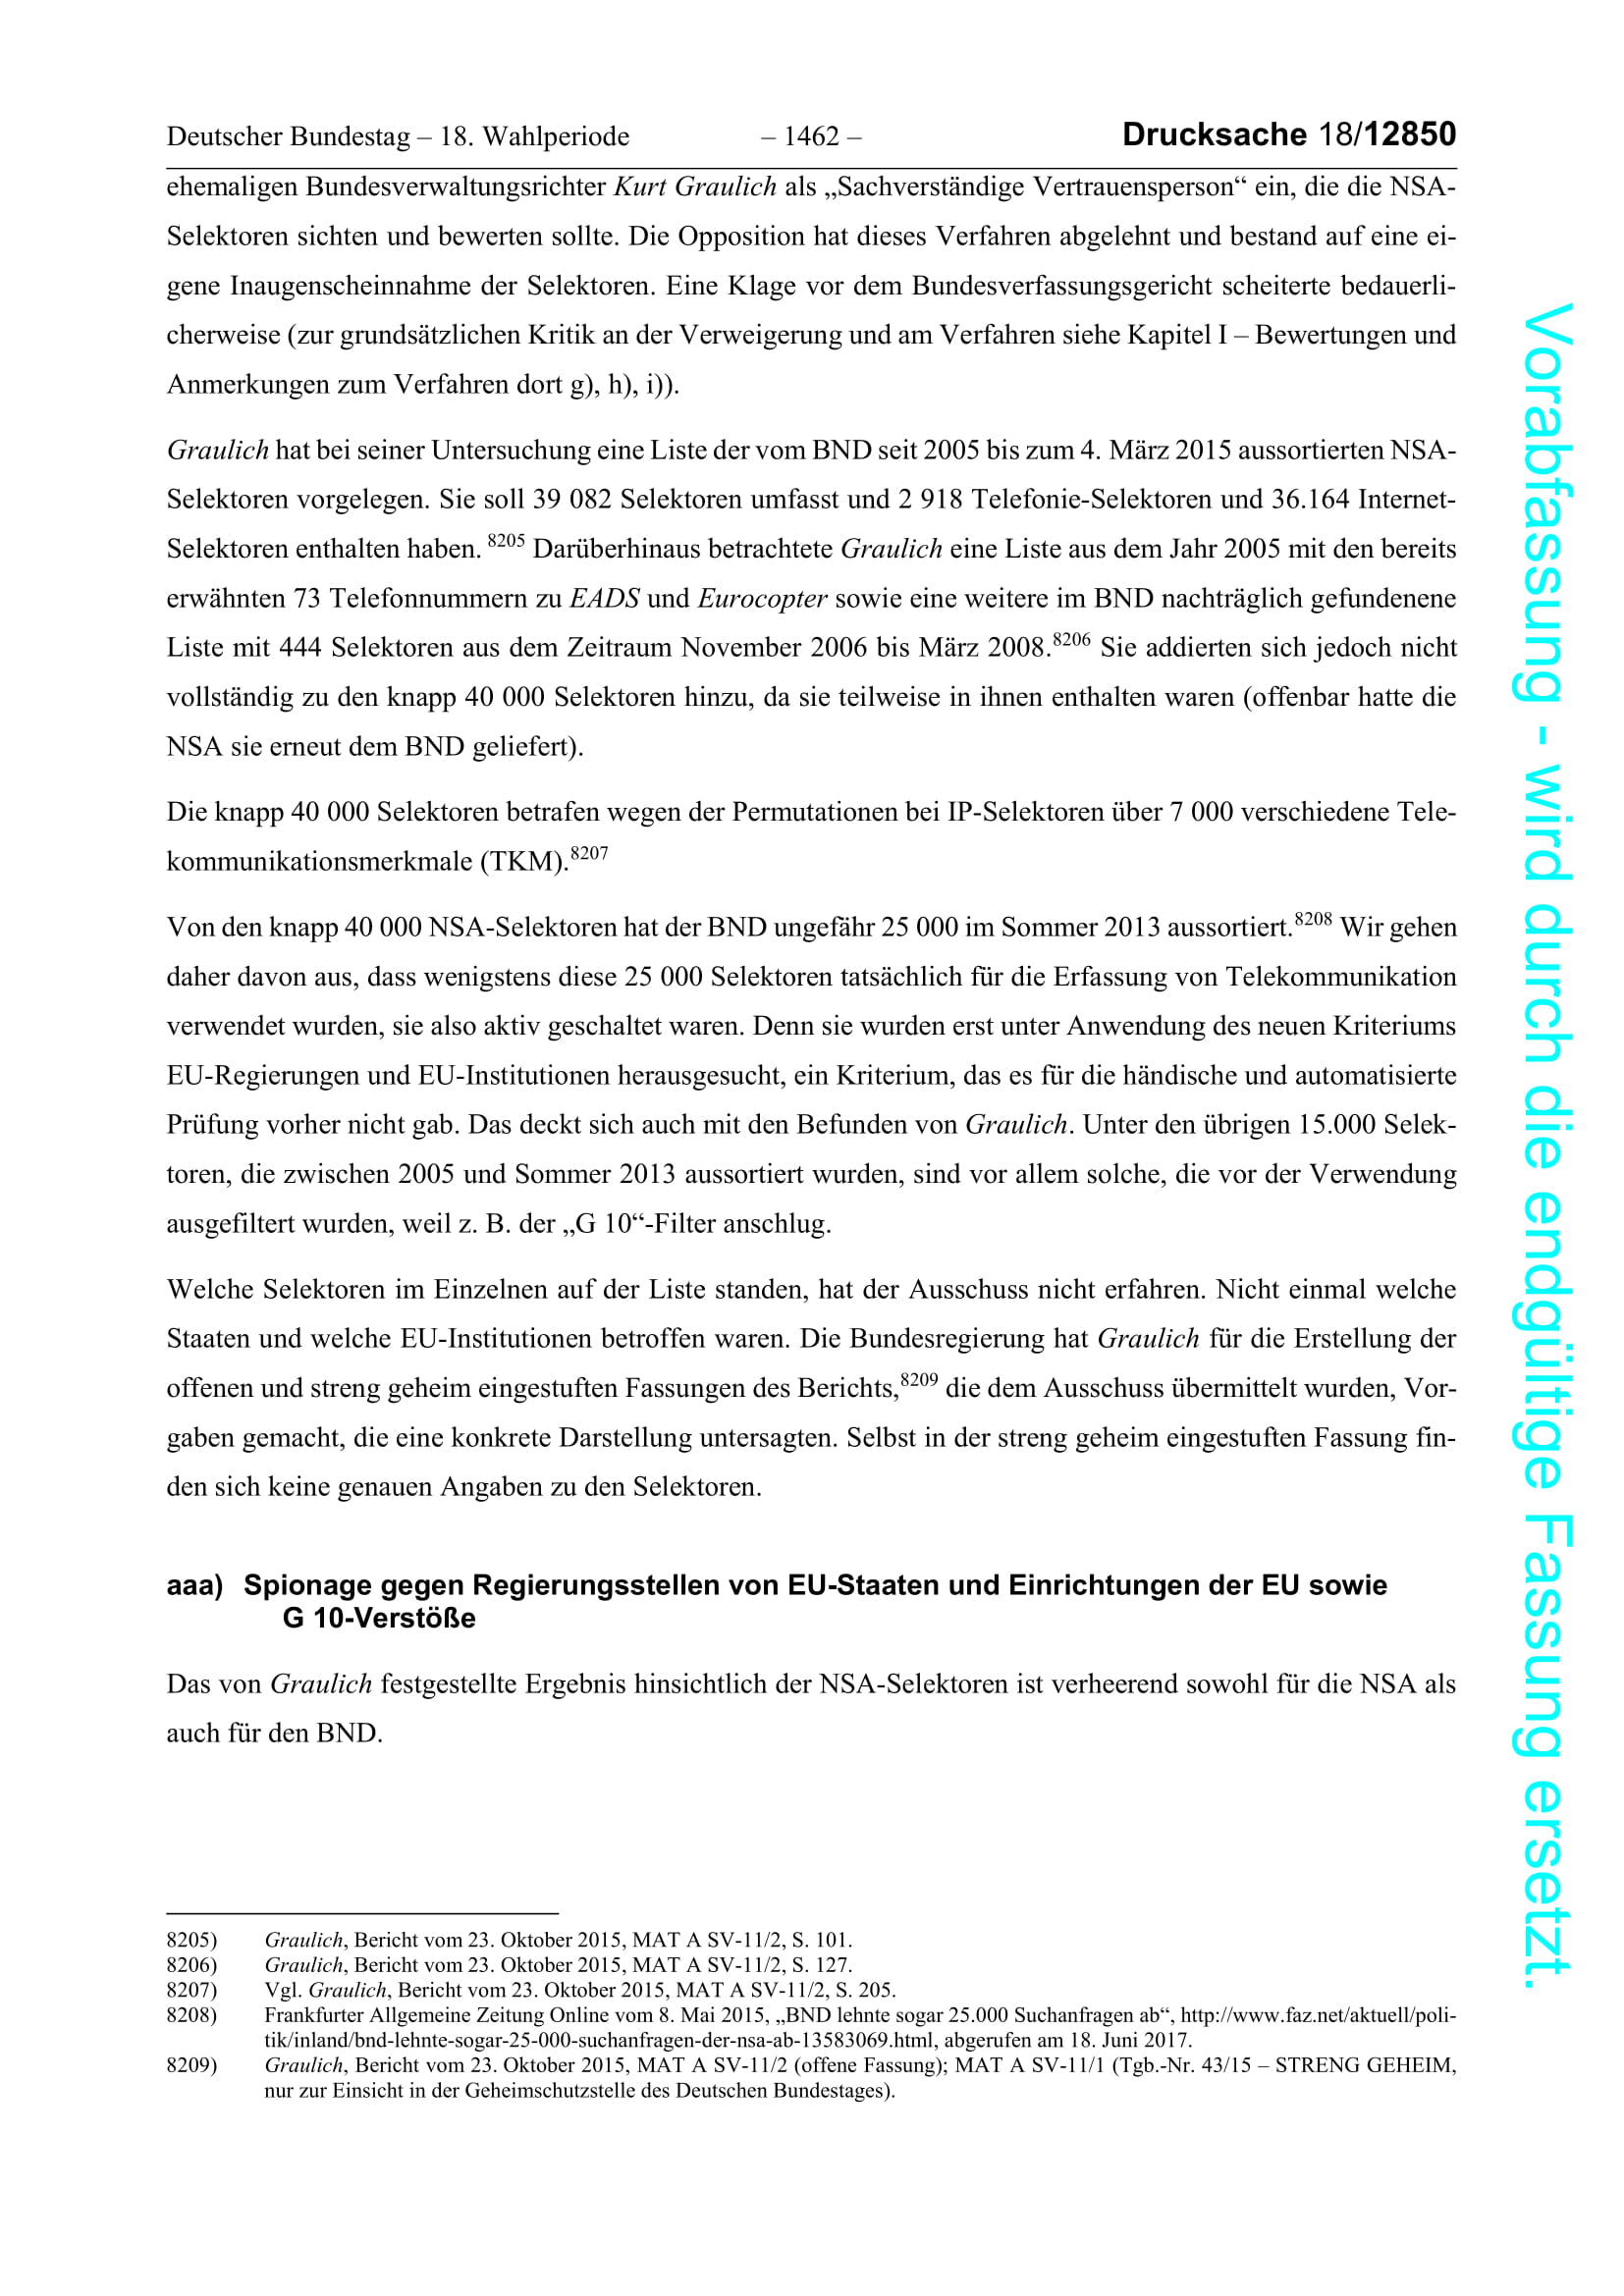 Deutscher Bundestag – 18. Wahlperiode – 1462 – Drucksache 18/12850
ehemaligen Bundesverwaltungsrichter Kurt Graulich als „Sachverständige Vertrauensperson“ ein, die die NSA-
Selektoren sichten und bewerten sollte. Die Opposition hat dieses Verfahren abgelehnt und bestand auf eine ei-
gene Inaugenscheinnahme der Selektoren. Eine Klage vor dem Bundesverfassungsgericht scheiterte bedauerli-
cherweise (zur grundsätzlichen Kritik an der Verweigerung und am Verfahren siehe Kapitel I – Bewertungen und
Anmerkungen zum Verfahren dort g), h), i)).
Graulich hat bei seiner Untersuchung eine Liste der vom BND seit 2005 bis zum 4. März 2015 aussortierten NSA-
Selektoren vorgelegen. Sie soll 39 082 Selektoren umfasst und 2 918 Telefonie-Selektoren und 36.164 Internet-
Selektoren enthalten haben. 8205 Darüberhinaus betrachtete Graulich eine Liste aus dem Jahr 2005 mit den bereits
erwähnten 73 Telefonnummern zu EADS und Eurocopter sowie eine weitere im BND nachträglich gefundenene
Liste mit 444 Selektoren aus dem Zeitraum November 2006 bis März 2008.8206 Sie addierten sich jedoch nicht
vollständig zu den knapp 40 000 Selektoren hinzu, da sie teilweise in ihnen enthalten waren (offenbar hatte die
NSA sie erneut dem BND geliefert).
Die knapp 40 000 Selektoren betrafen wegen der Permutationen bei IP-Selektoren über 7 000 verschiedene Tele-
kommunikationsmerkmale (TKM).8207
Von den knapp 40 000 NSA-Selektoren hat der BND ungefähr 25 000 im Sommer 2013 aussortiert.8208 Wir gehen
daher davon aus, dass wenigstens diese 25 000 Selektoren tatsächlich für die Erfassung von Telekommunikation
verwendet wurden, sie also aktiv geschaltet waren. Denn sie wurden erst unter Anwendung des neuen Kriteriums
EU-Regierungen und EU-Institutionen herausgesucht, ein Kriterium, das es für die händische und automatisierte
Prüfung vorher nicht gab. Das deckt sich auch mit den Befunden von Graulich. Unter den übrigen 15.000 Selek-
toren, die zwischen 2005 und Sommer 2013 aussortiert wurden, sind vor allem solche, die vor der Verwendung
ausgefiltert wurden, weil z. B. der „G 10“-Filter anschlug.
Welche Selektoren im Einzelnen auf der Liste standen, hat der Ausschuss nicht erfahren. Nicht einmal welche
Staaten und welche EU-Institutionen betroffen waren. Die Bundesregierung hat Graulich für die Erstellung der
offenen und streng geheim eingestuften Fassungen des Berichts,8209 die dem Ausschuss übermittelt wurden, Vor-
gaben gemacht, die eine konkrete Darstellung untersagten. Selbst in der streng geheim eingestuften Fassung fin-
den sich keine genauen Angaben zu den Selektoren.
aaa) Spionage gegen Regierungsstellen von EU-Staaten und Einrichtungen der EU sowie
G 10-Verstöße
Das von Graulich festgestellte Ergebnis hinsichtlich der NSA-Selektoren ist verheerend sowohl für die NSA als
auch für den BND.
8205) Graulich, Bericht vom 23. Oktober 2015, MAT A SV-11/2, S. 101.
8206) Graulich, Bericht vom 23. Oktober 2015, MAT A SV-11/2, S. 127.
8207) Vgl. Graulich, Bericht vom 23. Oktober 2015, MAT A SV-11/2, S. 205.
8208) Frankfurter Allgemeine Zeitung Online vom 8. Mai 2015, „BND lehnte sogar 25.000 Suchanfragen ab“, http://www.faz.net/aktuell/poli-
tik/inland/bnd-lehnte-sogar-25-000-suchanfragen-der-nsa-ab-13583069.html, abgerufen am 18. Juni 2017.
8209) Graulich, Bericht vom 23. Oktober 2015, MAT A SV-11/2 (offene Fassung); MAT A SV-11/1 (Tgb.-Nr. 43/15 – STRENG GEHEIM,
nur zur Einsicht in der Geheimschutzstelle des Deutschen Bundestages).
Vorabfassung - wird durch die endgültige Fassung ersetzt.